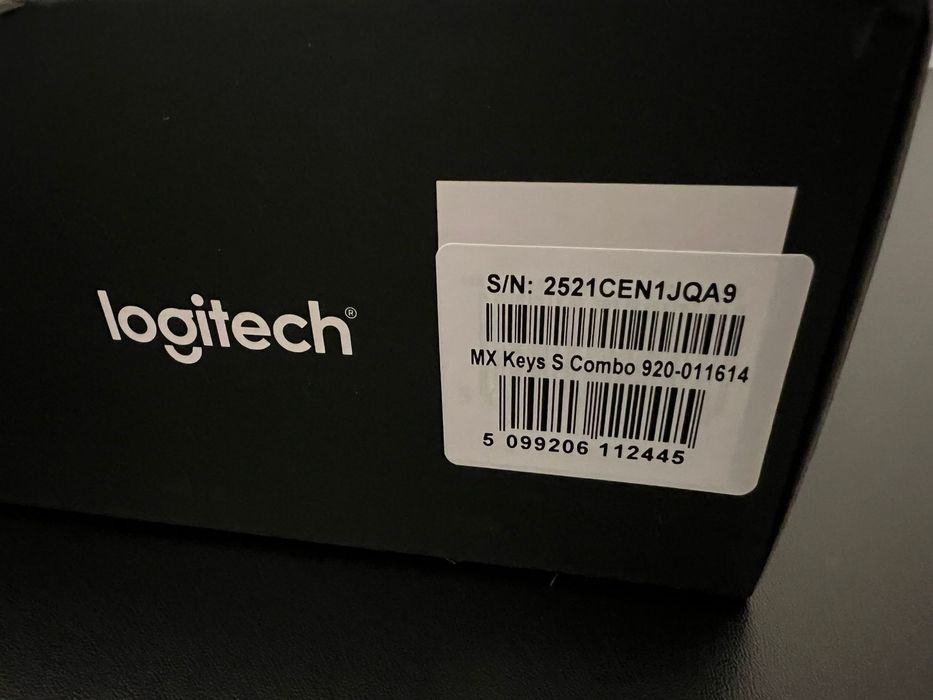 logitech®
S/N: 2521CEN1JQA9
MX Keys S Combo 920-011614
5 099206 112445